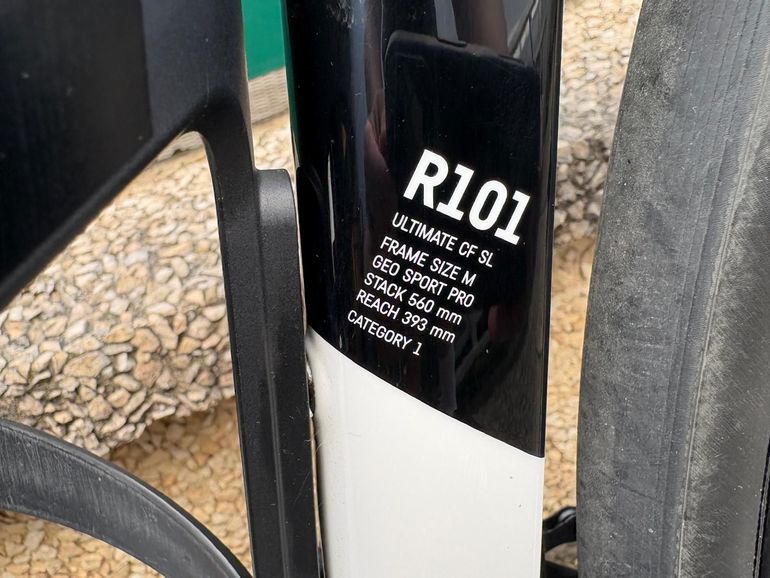 R101
ULTIMATE CF SL
FRAME SIZE M
GEO SPORT PRO
STACK 560 mm
REACH 393 mm
CATEGORY 1